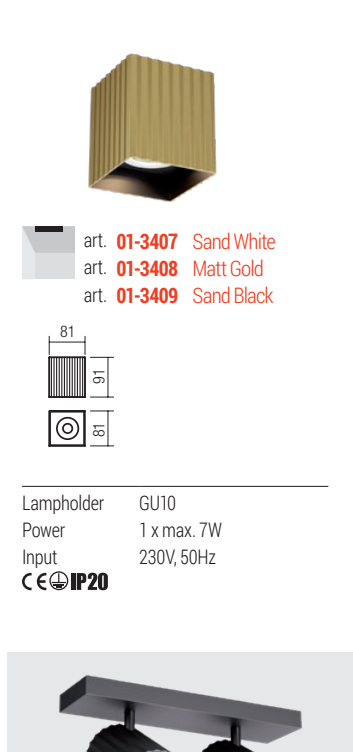 art. 01-3407 Sand White
art. 01-3408 Matt Gold
art. 01-3409 Sand Black
81
91
81
Lampholder GU10
Power 1 x max. 7W
Input 230V, 50Hz
CE IP20